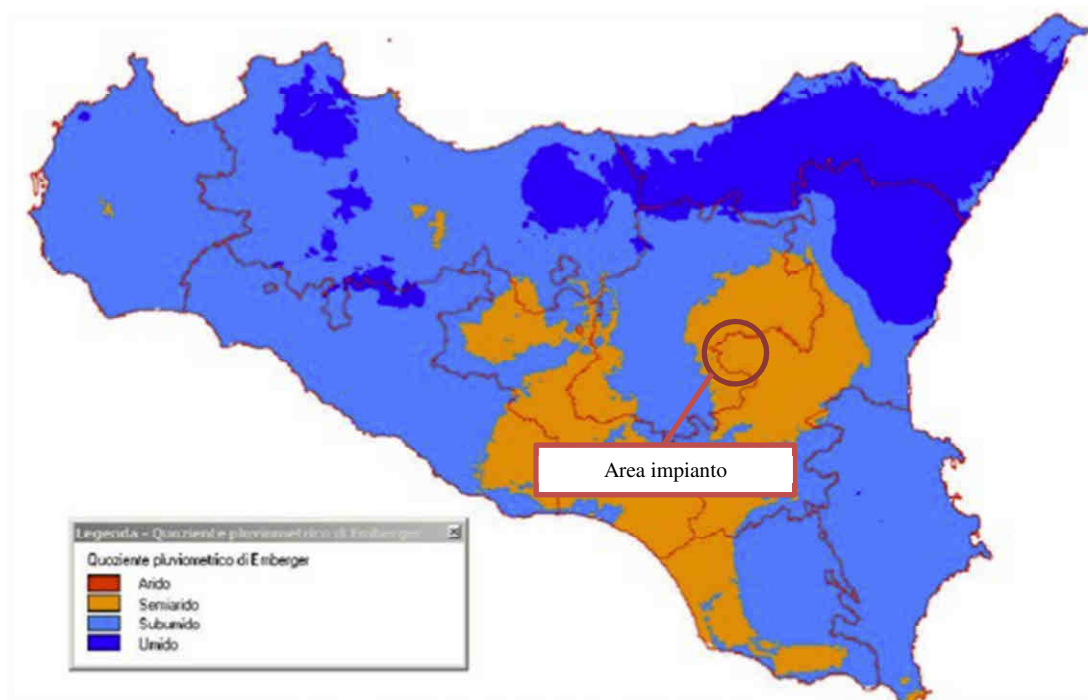 Area impianto
Legenda - Quoziente pluviometrico di Emberger
Quoziente pluviometrico di Emberger
Arido
Semiarido
Subumido
Umido